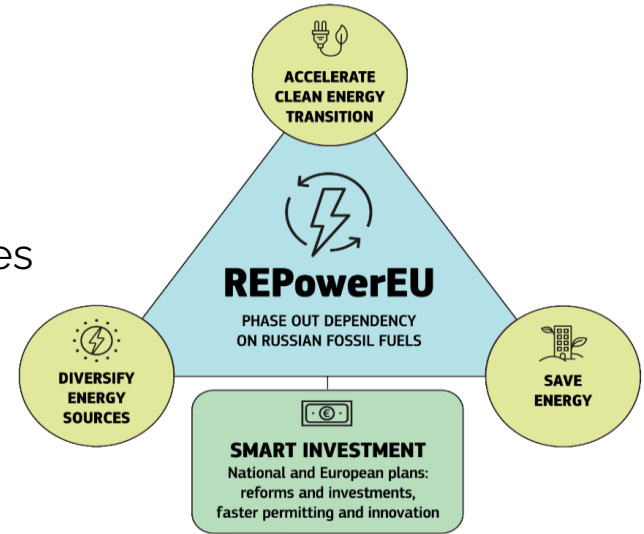 ACCELERATE
CLEAN ENERGY
TRANSITION
es
REPowerEU
PHASE OUT DEPENDENCY
ON RUSSIAN FOSSIL FUELS
DIVERSIFY
ENERGY
SOURCES
SAVE
ENERGY
€
SMART INVESTMENT
National and European plans:
reforms and investments,
faster permitting and innovation